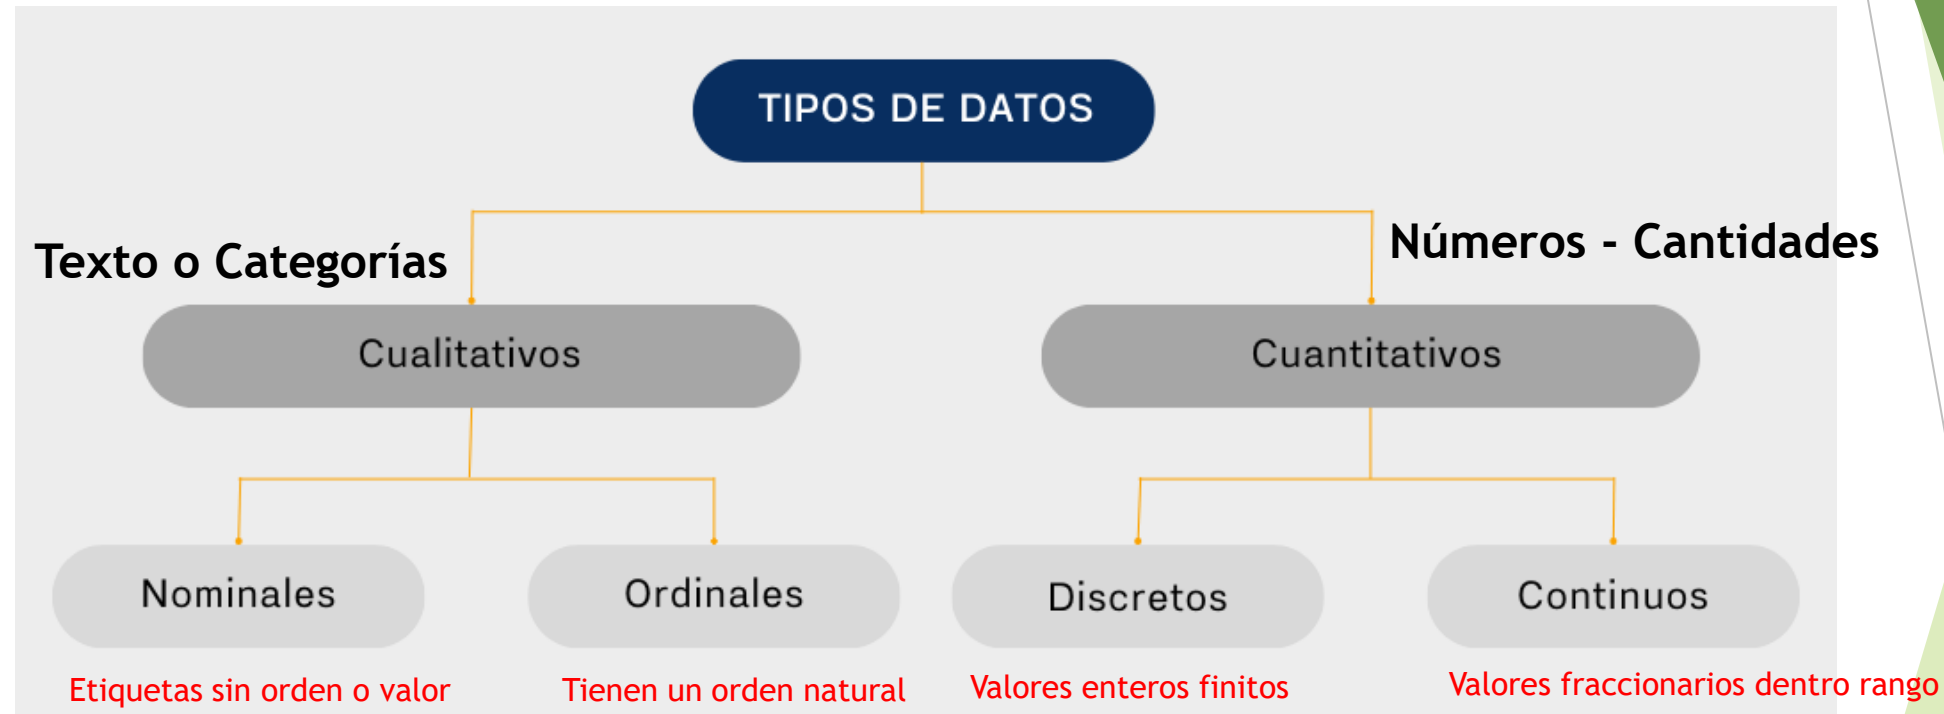 TIPOS DE DATOS
Texto o Categorías
Números - Cantidades
Cualitativos
Cuantitativos
Nominales
Ordinales
Discretos
Continuos
Etiquetas sin orden o valor
Tienen un orden natural
Valores enteros finitos
Valores fraccionarios dentro rango